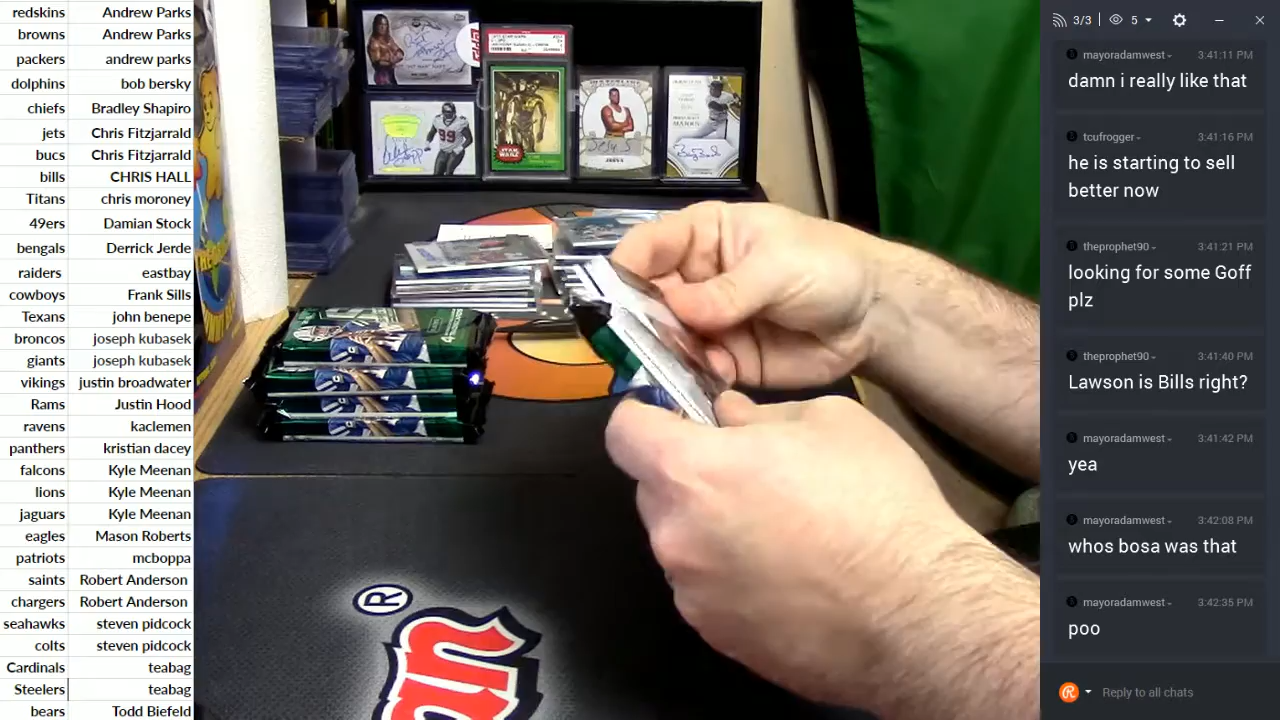 redskins Andrew Parks
browns Andrew Parks
packers andrew parks
dolphins bob bersky
chiefs Bradley Shapiro
jets Chris Fitzjarrald
bucs Chris Fitzjarrald
bills CHRIS HALL
Titans chris moroney
49ers Damian Stock
bengals Derrick Jerde
raiders eastbay
cowboys Frank Sills
Texans john benepe
broncos joseph kubasek
giants joseph kubasek
vikings justin broadwater
Rams Justin Hood
ravens kaclemen
panthers kristian dacey
falcons Kyle Meenan
lions Kyle Meenan
jaguars Kyle Meenan
eagles Mason Roberts
patriots mcboppa
saints Robert Anderson
chargers Robert Anderson
seahawks steven pidcock
colts steven pidcock
Cardinals teabag
Steelers teabag
bears Todd Biefeld
STAR WARS
99
®
an
3/3 5
mayoradamwest 3:41:11 PM
damn i really like that
tcufrogger 3:41:16 PM
he is starting to sell
better now
theprophet90 3:41:21 PM
looking for some Goff
plz
theprophet90 3:41:40 PM
Lawson is Bills right?
mayoradamwest 3:41:42 PM
yea
mayoradamwest 3:42:08 PM
whos bosa was that
mayoradamwest 3:42:35 PM
poo
Reply to all chats